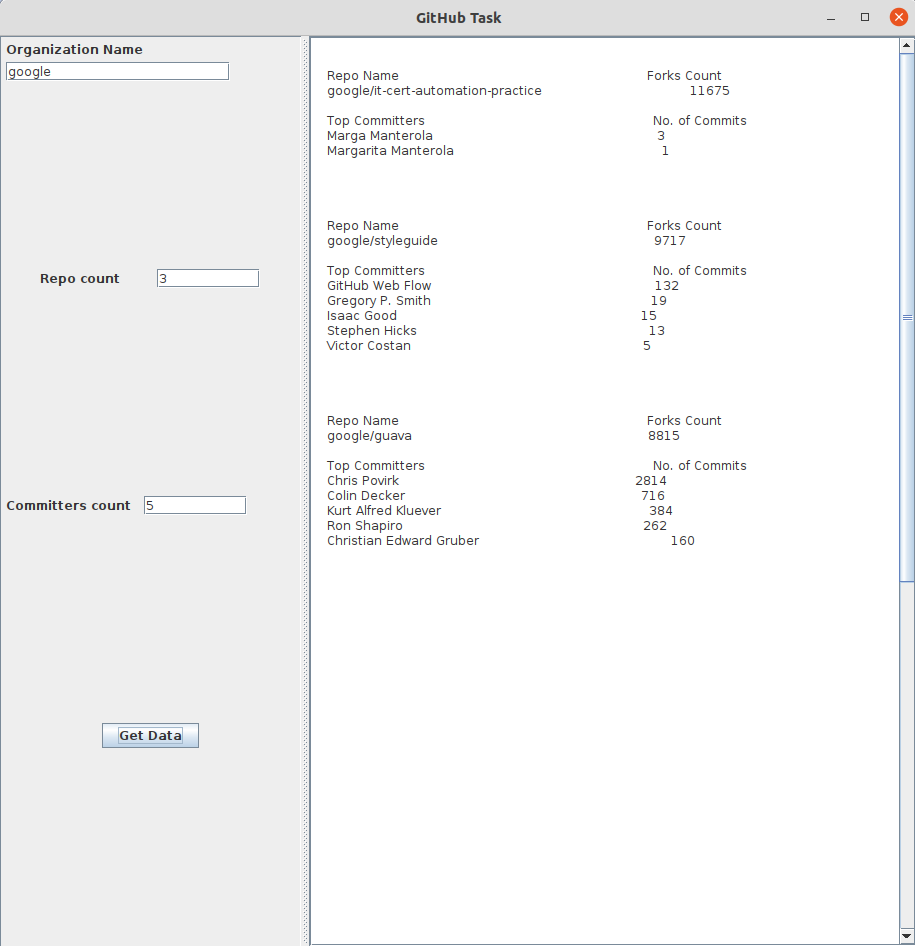 GitHub Task
Organization Name
google
Repo count 3
Committers count 5
Get Data
Repo Name Forks Count
google/it-cert-automation-practice 11675
Top Committers No. of Commits
Marga Manterola 3
Margarita Manterola 1
Repo Name Forks Count
google/styleguide 9717
Top Committers No. of Commits
GitHub Web Flow 132
Gregory P. Smith 19
Isaac Good 15
Stephen Hicks 13
Victor Costan 5
Repo Name Forks Count
google/guava 8815
Top Committers No. of Commits
Chris Povirk 2814
Colin Decker 716
Kurt Alfred Kluever 384
Ron Shapiro 262
Christian Edward Gruber 160